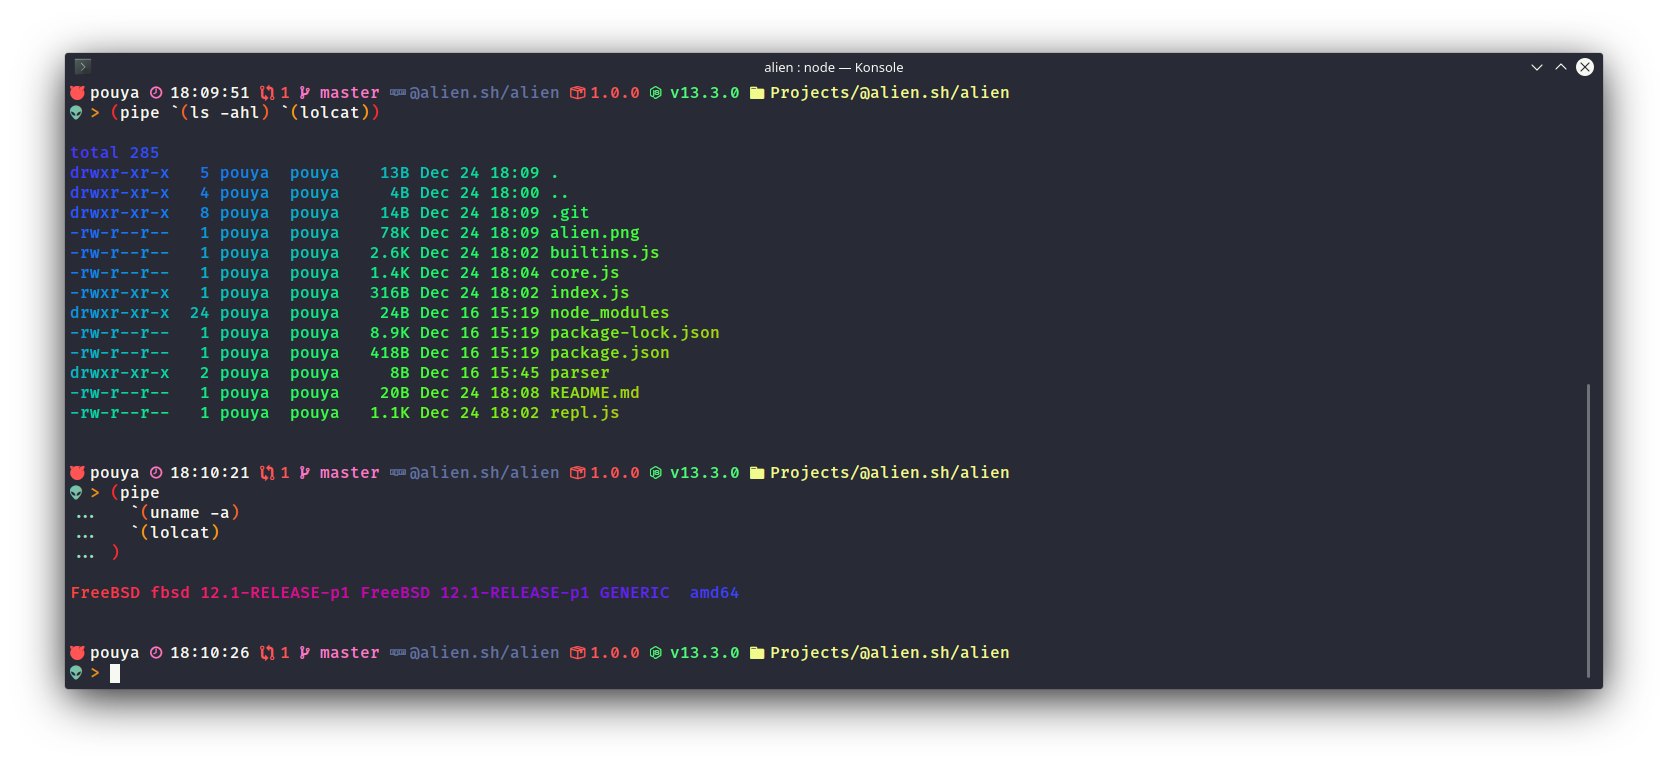 alien : node — Konsole
pouya 18:09:51 1 master @alien.sh/alien 1.0.0 v13.3.0 Projects/@alien.sh/alien
> (pipe `(ls -ahl) `(lolcat))
total 285
drwxr-xr-x   5 pouya  pouya    13B Dec 24 18:09 .
drwxr-xr-x   4 pouya  pouya     4B Dec 24 18:00 ..
drwxr-xr-x   8 pouya  pouya    14B Dec 24 18:09 .git
-rw-r--r--   1 pouya  pouya    78K Dec 24 18:09 alien.png
-rw-r--r--   1 pouya  pouya   2.6K Dec 24 18:02 builtins.js
-rw-r--r--   1 pouya  pouya   1.4K Dec 24 18:04 core.js
-rwxr-xr-x   1 pouya  pouya   316B Dec 24 18:02 index.js
drwxr-xr-x  24 pouya  pouya    24B Dec 16 15:19 node_modules
-rw-r--r--   1 pouya  pouya   8.9K Dec 16 15:19 package-lock.json
-rw-r--r--   1 pouya  pouya   418B Dec 16 15:19 package.json
drwxr-xr-x   2 pouya  pouya     8B Dec 16 15:45 parser
-rw-r--r--   1 pouya  pouya    20B Dec 24 18:08 README.md
-rw-r--r--   1 pouya  pouya   1.1K Dec 24 18:02 repl.js
pouya 18:10:21 1 master @alien.sh/alien 1.0.0 v13.3.0 Projects/@alien.sh/alien
> (pipe
...   `(uname -a)
...   `(lolcat)
... )
FreeBSD fbsd 12.1-RELEASE-p1 FreeBSD 12.1-RELEASE-p1 GENERIC  amd64
pouya 18:10:26 1 master @alien.sh/alien 1.0.0 v13.3.0 Projects/@alien.sh/alien
>